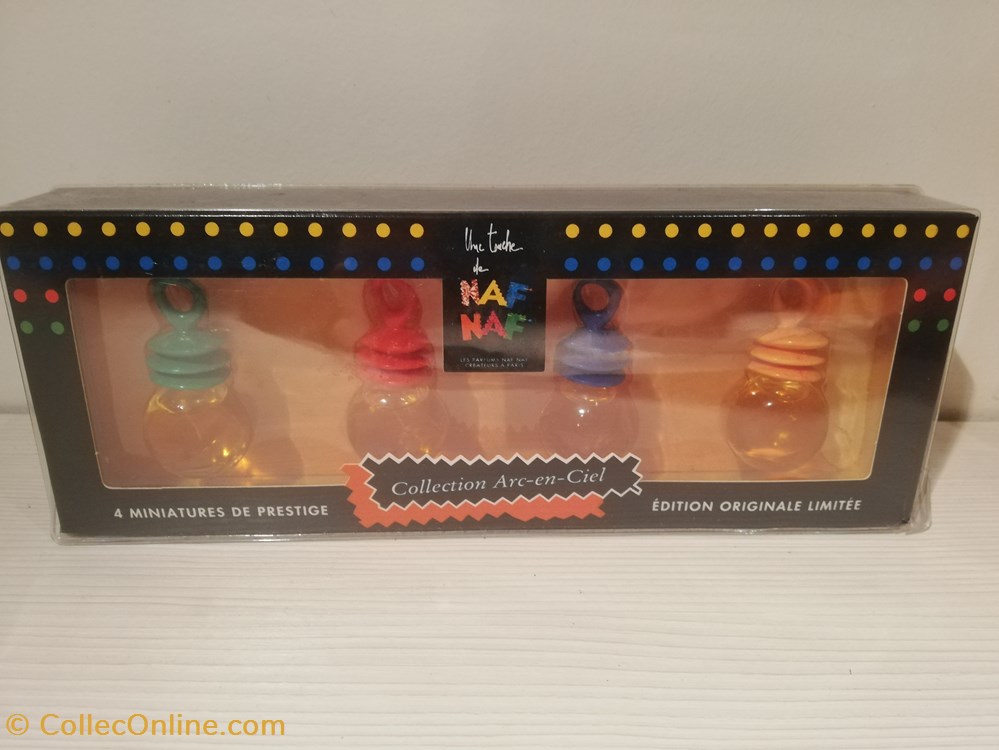 Une touche
de
NAF
NAF
LES PARFUMS NAF NAF
CRÉATEURS A PARIS
Collection Arc-en-Ciel
4 MINIATURES DE PRESTIGE
ÉDITION ORIGINALE LIMITÉE
© CollecOnline.com